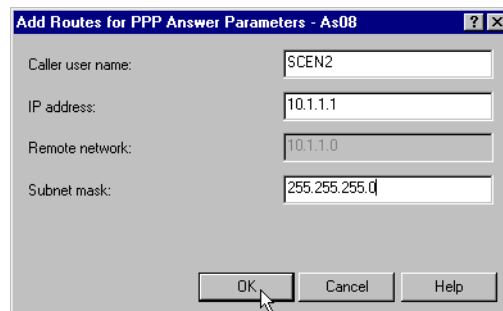 Add Routes for PPP Answer Parameters - As08
Caller user name: SCEN2
IP address: 10.1.1.1
Remote network: 10.1.1.0
Subnet mask: 255.255.255.0
OK Cancel Help